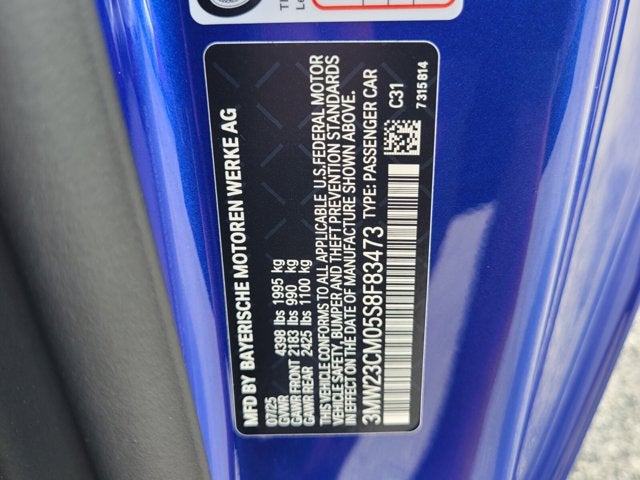 MFD BY BAYERISCHE MOTOREN WERKE AG
07/25
GVWR 4398 lbs 1995 kg
GAWR FRONT 2183 lbs 990 kg
GAWR REAR 2425 lbs 1100 kg
THIS VEHICLE CONFORMS TO ALL APPLICABLE U.S.FEDERAL MOTOR
VEHICLE SAFETY, BUMPER AND THEFT PREVENTION STANDARDS
IN EFFECT ON THE DATE OF MANUFACTURE SHOWN ABOVE.
3MW23CM05S8F83473 TYPE: PASSENGER CAR
C31
7315814